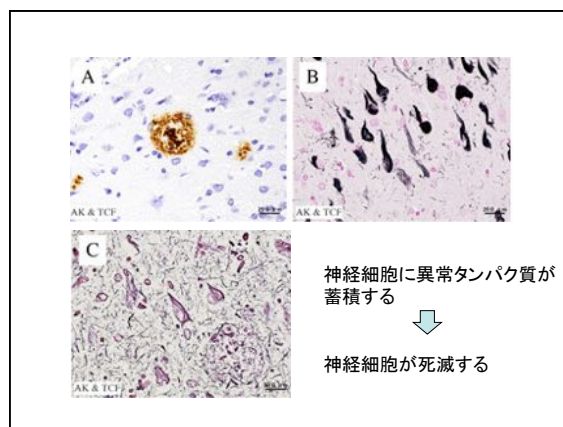 A
AK & TCF
B
AK & TCF
C
AK & TCF
神経細胞に異常タンパク質が
蓄積する
神経細胞が死滅する